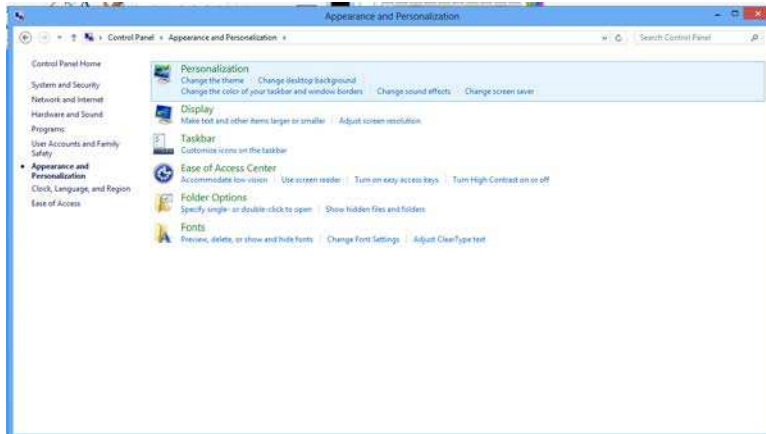 Appearance and Personalization
Control Panel Appearance and Personalization
Search Control Panel
Control Panel Home
System and Security
Network and Internet
Hardware and Sound
Programs
User Accounts and Family
Safety
Appearance and
Personalization
Clock, Language, and Region
Ease of Access
Personalization
Change the theme Change desktop background
Change the color of your taskbar and window borders Change sound effects Change screen saver
Display
Make text and other items larger or smaller Adjust screen resolution
Taskbar
Customize icons on the taskbar
Ease of Access Center
Accommodate low vision Use screen reader Turn on easy access keys Turn High Contrast on or off
Folder Options
Specify single- or double-click to open Show hidden files and folders
Fonts
Preview, delete, or show and hide fonts Change Font Settings Adjust ClearType text